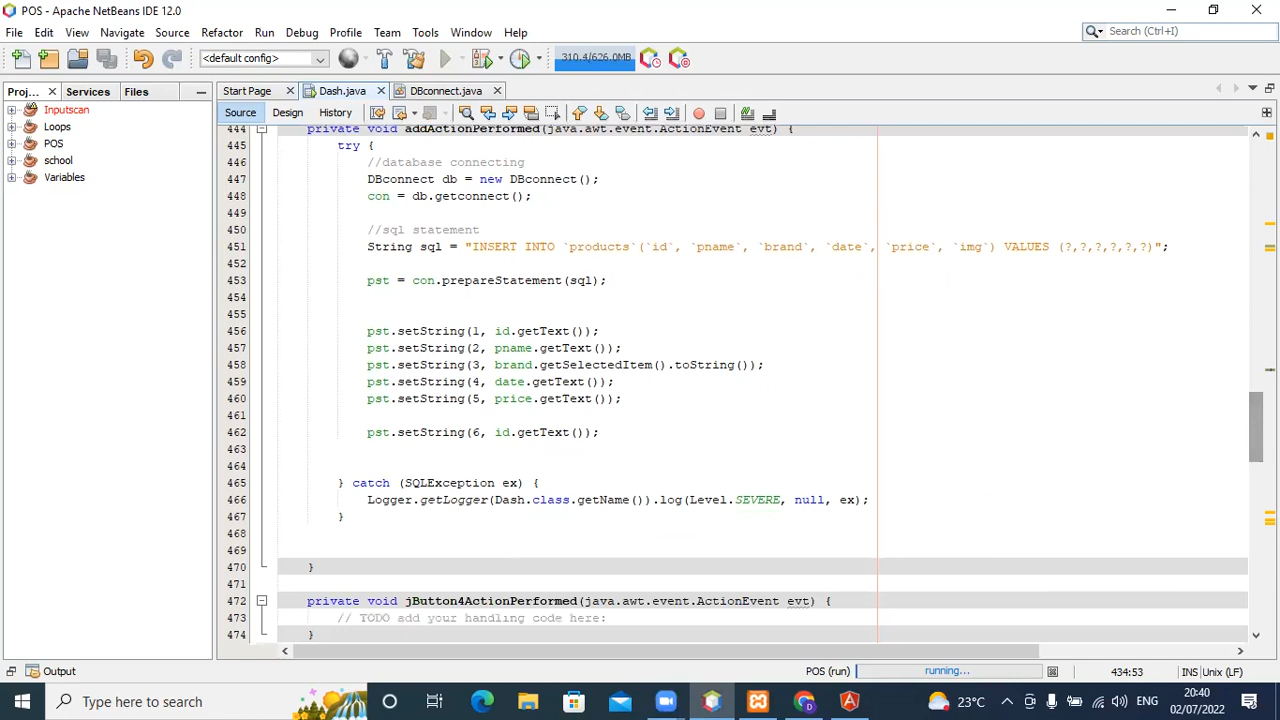 POS - Apache NetBeans IDE 12.0
File Edit View Navigate Source Refactor Run Debug Profile Team Tools Window Help
Search (Ctrl+I)
<default config>
310.4/626.0MB
Proj... Services Files
Start Page Dash.java DBconnect.java
Source Design History
Inputscan
Loops
POS
school
Variables
444 private void addActionPerformed(java.awt.event.ActionEvent evt) {
445 try {
446 //database connecting
447 DBconnect db = new DBconnect();
448 con = db.getconnect();
449
450 //sql statement
451 String sql = "INSERT INTO `products`(`id`, `pname`, `brand`, `date`, `price`, `img`) VALUES (?,?,?,?,?,?)";
452
453 pst = con.prepareStatement(sql);
454
455
456 pst.setString(1, id.getText());
457 pst.setString(2, pname.getText());
458 pst.setString(3, brand.getSelectedItem().toString());
459 pst.setString(4, date.getText());
460 pst.setString(5, price.getText());
461
462 pst.setString(6, id.getText());
463
464
465 } catch (SQLException ex) {
466 Logger.getLogger(Dash.class.getName()).log(Level.SEVERE, null, ex);
467 }
468
469
470 }
471
472 private void jButton4ActionPerformed(java.awt.event.ActionEvent evt) {
473 // TODO add your handling code here:
474 }
Output
POS (run) running... 434:53 INS Unix (LF)
Type here to search
23°C
ENG
20:40
02/07/2022